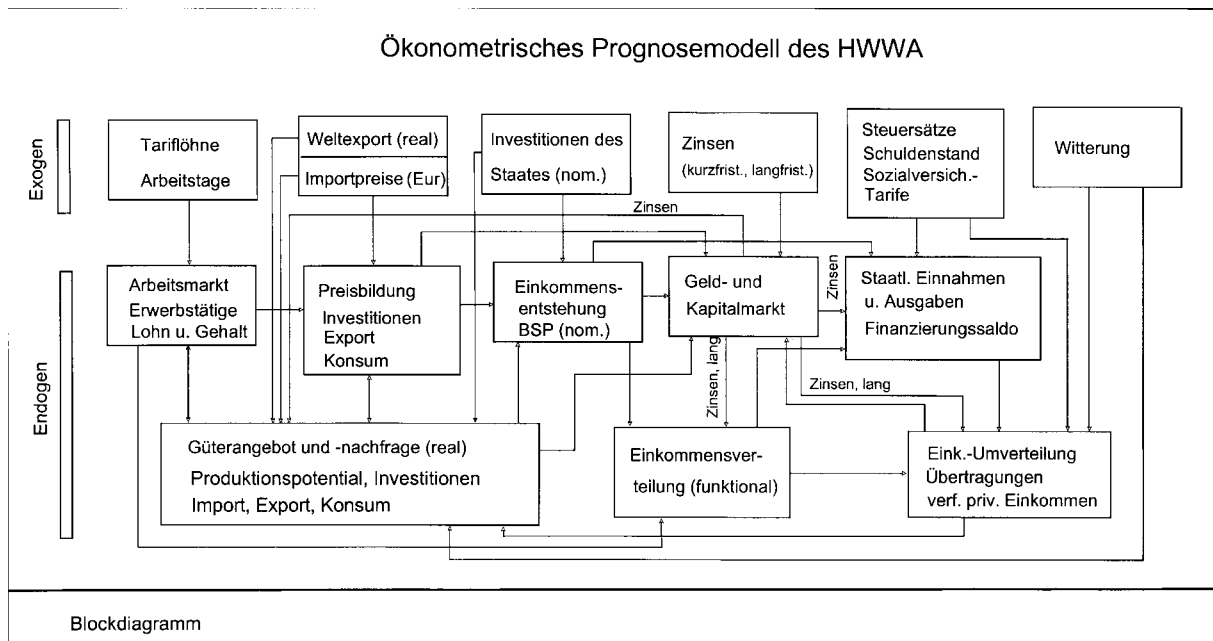 Ökonometrisches Prognosemodell des HWWA
Exogen
Tariflöhne
Arbeitstage
Weltexport (real)
Importpreise (Eur)
Investitionen des
Staates (nom.)
Zinsen
(kurzfrist., langfrist.)
Steuersätze
Schuldenstand
Sozialversich.-
Tarife
Witterung
Zinsen
Endogen
Arbeitsmarkt
Erwerbstätige
Lohn u. Gehalt
Preisbildung
Investitionen
Export
Konsum
Einkommens-
entstehung
BSP (nom.)
Geld- und
Kapitalmarkt
Zinsen
Staatl. Einnahmen
u. Ausgaben
Finanzierungssaldo
Zinsen, lang
Zinsen, lang
Güterangebot und -nachfrage (real)
Produktionspotential, Investitionen
Import, Export, Konsum
Einkommensver-
teilung (funktional)
Eink.-Umverteilung
Übertragungen
verf. priv. Einkommen
Blockdiagramm